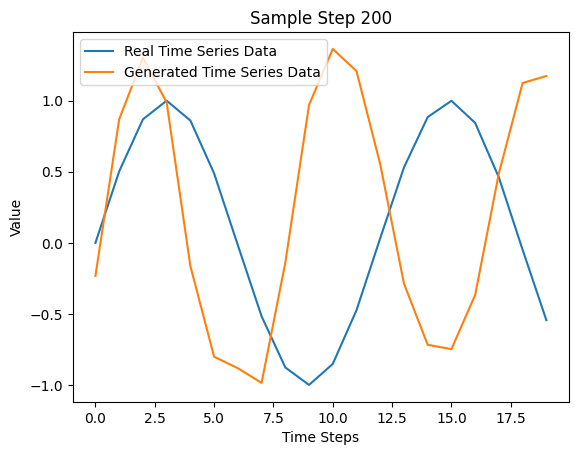 Sample Step 200
Real Time Series Data
Generated Time Series Data
Value
1.0
0.5
0.0
−0.5
−1.0
0.0 2.5 5.0 7.5 10.0 12.5 15.0 17.5
Time Steps